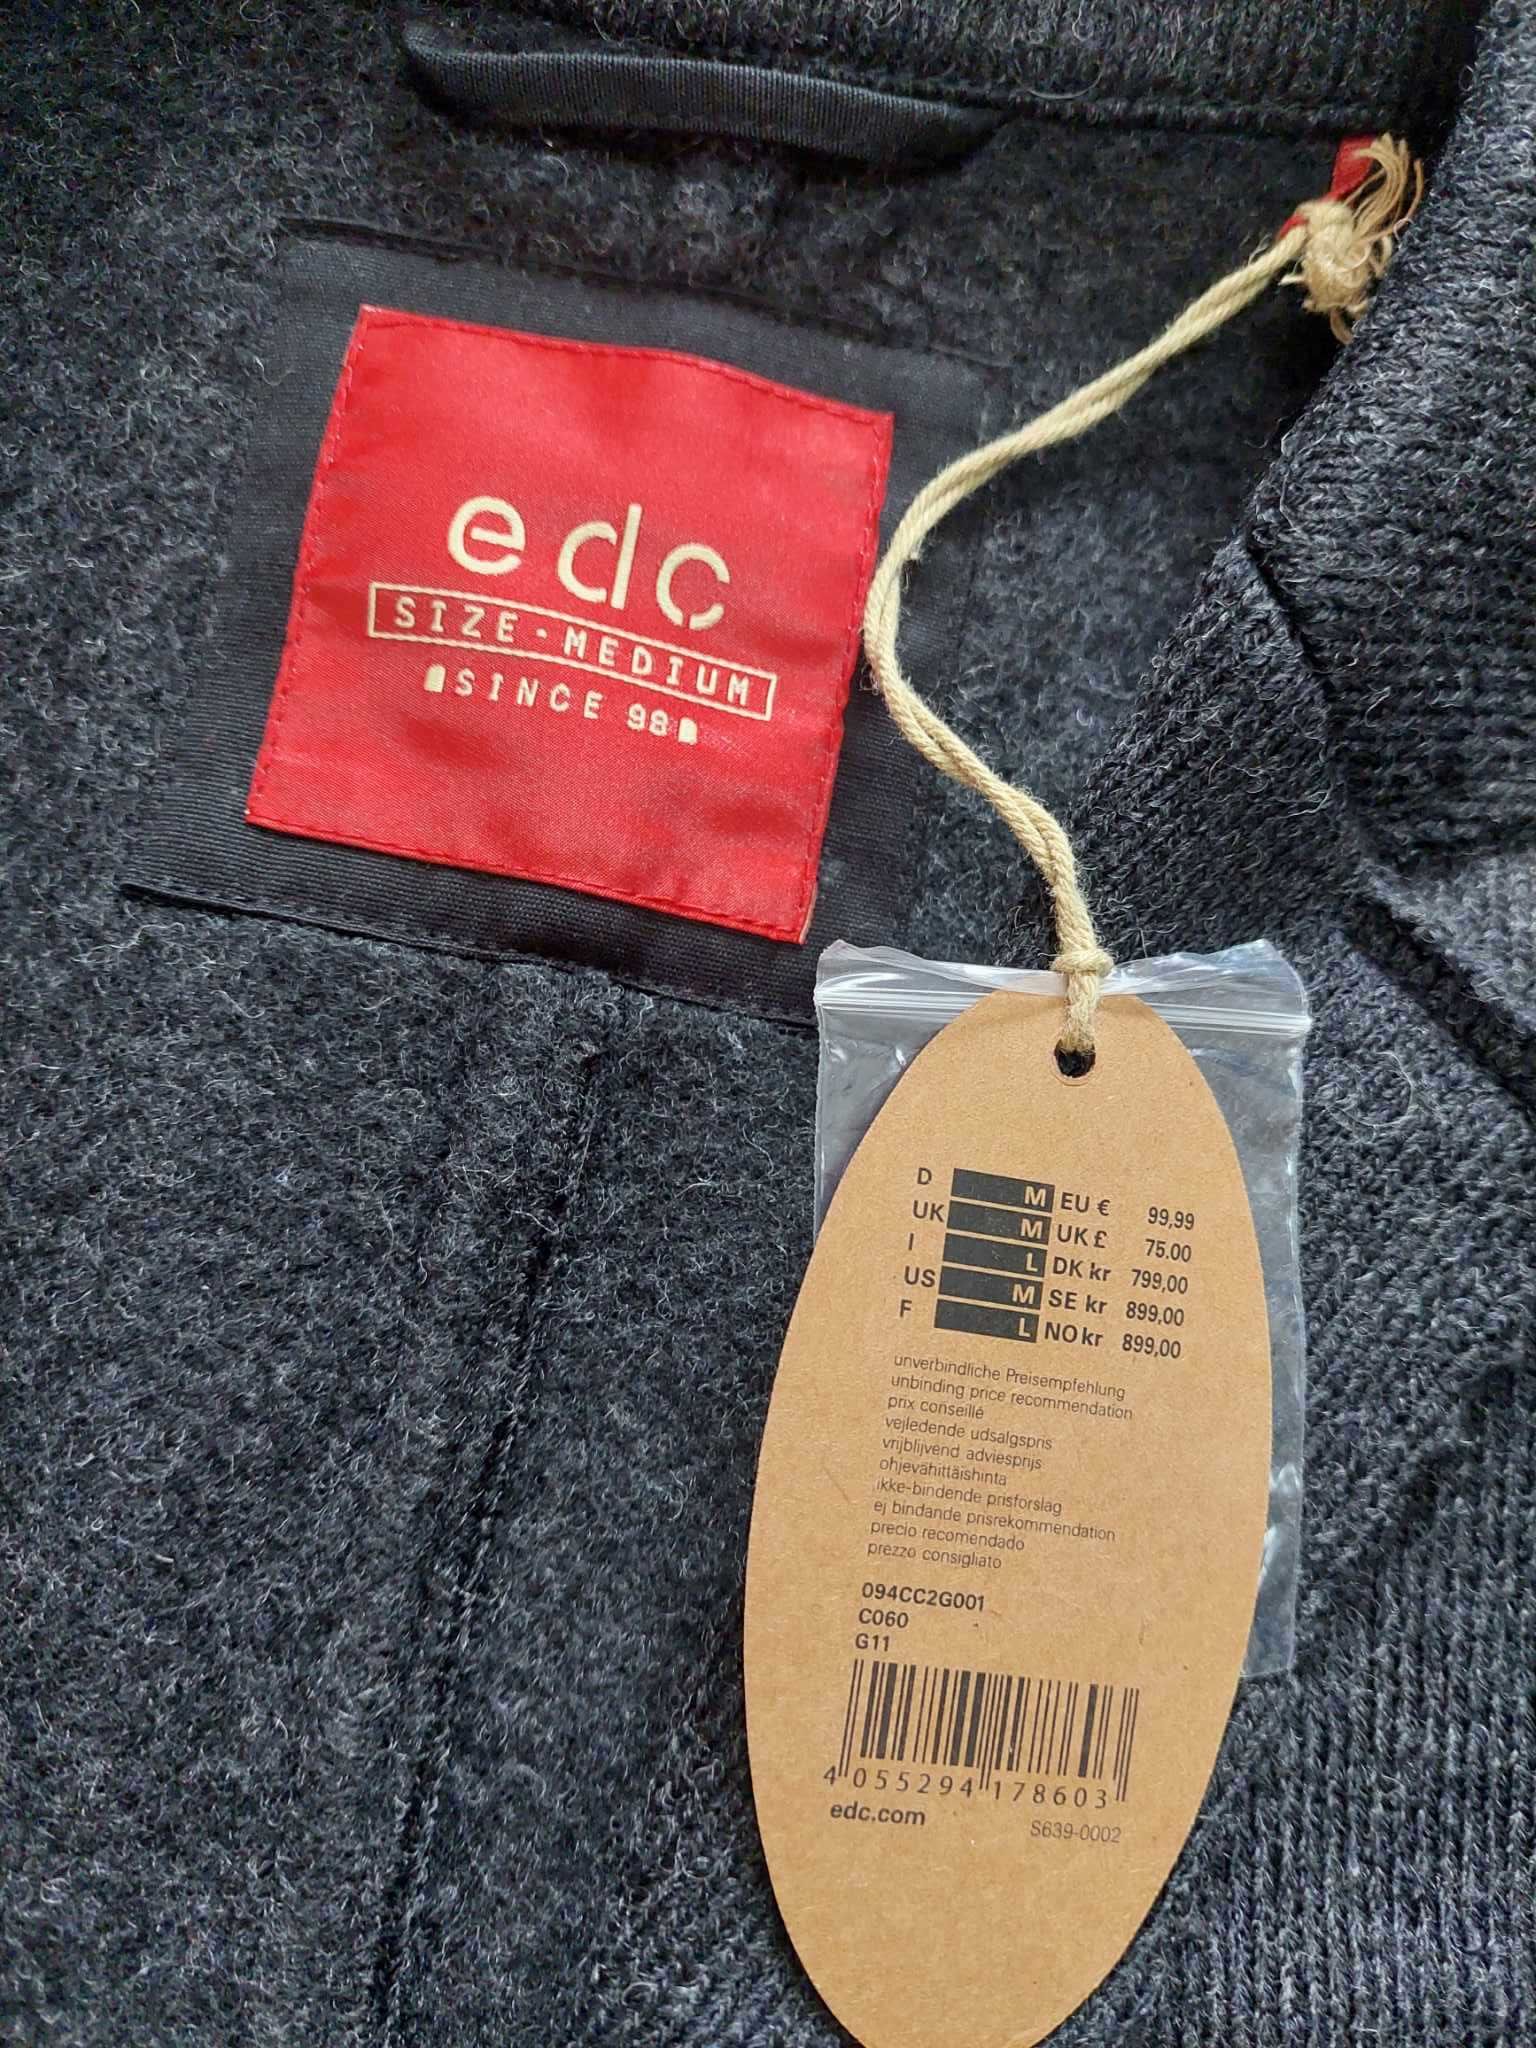 edc
SIZE·MEDIUM
SINCE 98
D M EU € 99,99
UK M UK £ 75.00
I L DK kr 799,00
US M SE kr 899,00
F L NO kr 899,00
unverbindliche Preisempfehlung
unbinding price recommendation
prix conseillé
vejledende udsalgspris
vrijblijvend adviesprijs
ohjevähittäishinta
ikke-bindende prisforslag
ej bindande prisrekommendation
precio recomendado
prezzo consigliato
094CC2G001
C060
G11
4 055294 178603
edc.com
S639-0002